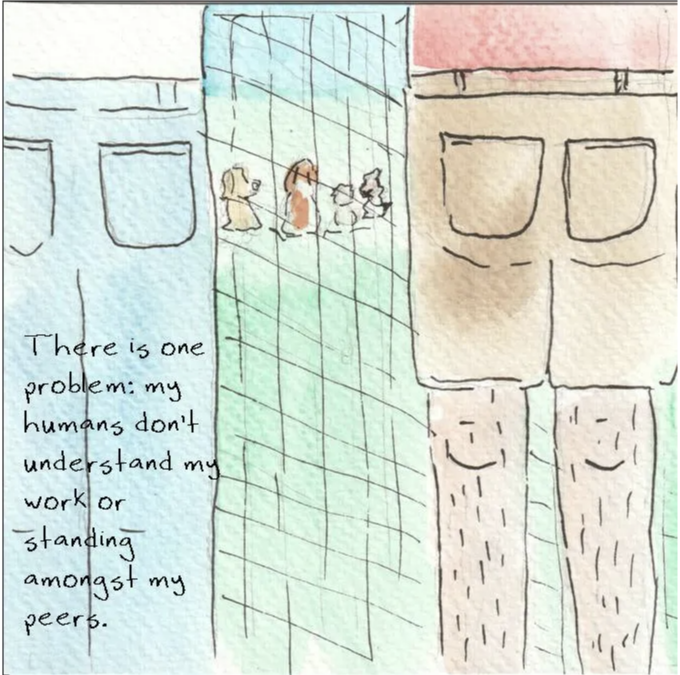 There is one
problem: my
humans don't
understand my
work or
standing
amongst my
peers.